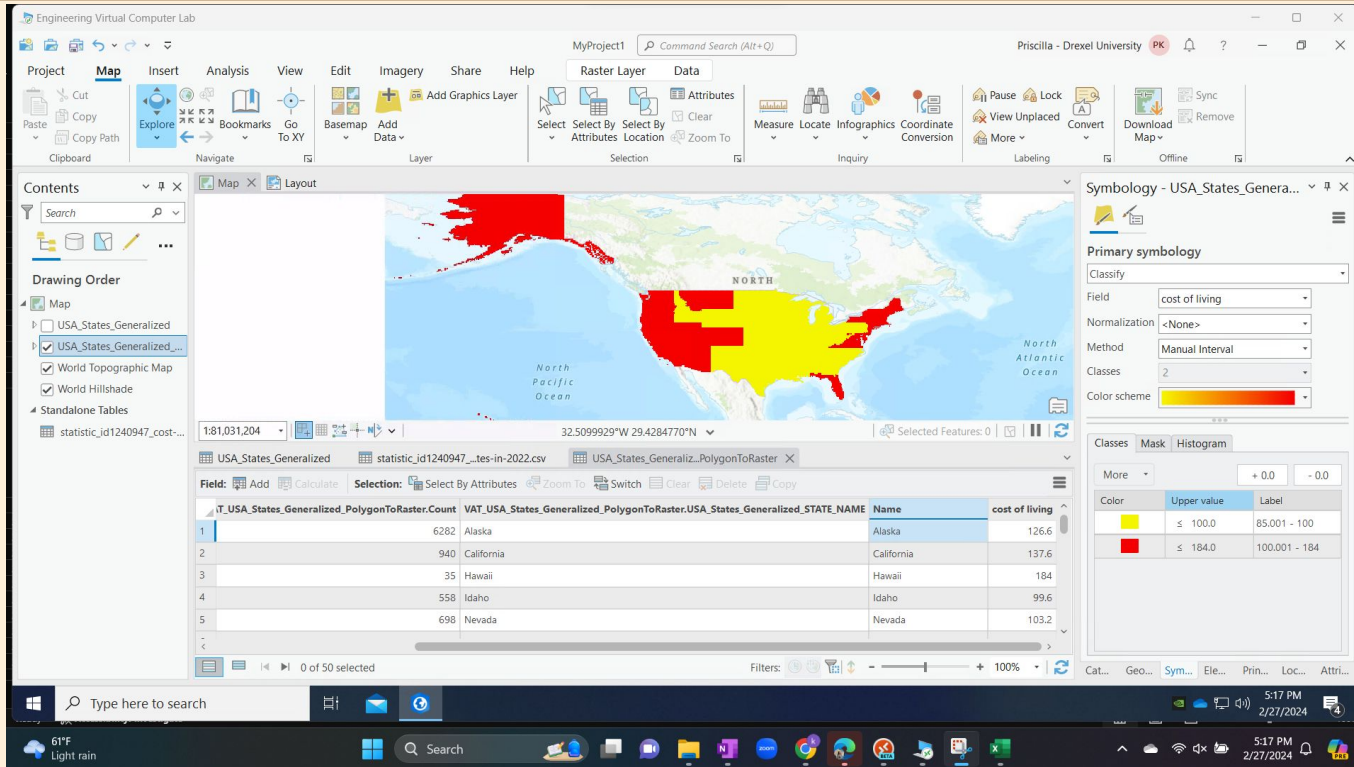 Engineering Virtual Computer Lab
MyProject1
Command Search (Alt+Q)
Priscilla - Drexel University
PK
?
Project Map Insert Analysis View Edit Imagery Share Help Raster Layer Data
Paste
Cut
Copy
Copy Path
Clipboard
Explore
Bookmarks
Go To XY
Navigate
Basemap
Add Data
Add Graphics Layer
Layer
Select
Select By Attributes
Select By Location
Attributes
Clear
Zoom To
Selection
Measure
Locate
Infographics
Coordinate Conversion
Inquiry
Pause
Lock
View Unplaced
More
Convert
Labeling
Download Map
Sync
Remove
Offline
Contents
Search
Drawing Order
Map
USA_States_Generalized
USA_States_Generalized_...
World Topographic Map
World Hillshade
Standalone Tables
statistic_id1240947_cost-...
Map
Layout
NORTH
North
Pacific
Ocean
North
Atlantic
Ocean
1:81,031,204
32.5099929°W 29.4284770°N
Selected Features: 0
USA_States_Generalized
statistic_id1240947_...tes-in-2022.csv
USA_States_Generaliz...PolygonToRaster
Field: Add Calculate Selection: Select By Attributes Zoom To Switch Clear Delete Copy
\T_USA_States_Generalized_PolygonToRaster.Count VAT_USA_States_Generalized_PolygonToRaster.USA_States_Generalized_STATE_NAME Name cost of living
1 6282 Alaska Alaska 126.6
2 940 California California 137.6
3 35 Hawaii Hawaii 184
4 558 Idaho Idaho 99.6
5 698 Nevada Nevada 103.2
0 of 50 selected
Filters:
100%
Symbology - USA_States_Genera...
Primary symbology
Classify
Field cost of living
Normalization <None>
Method Manual Interval
Classes 2
Color scheme
Classes Mask Histogram
More + 0.0 - 0.0
Color Upper value Label
≤ 100.0 85.001 - 100
≤ 184.0 100.001 - 184
Cat... Geo... Sym... Ele... Prin... Loc... Attri...
Type here to search
5:17 PM
2/27/2024
4
61°F
Light rain
Search
5:17 PM
2/27/2024